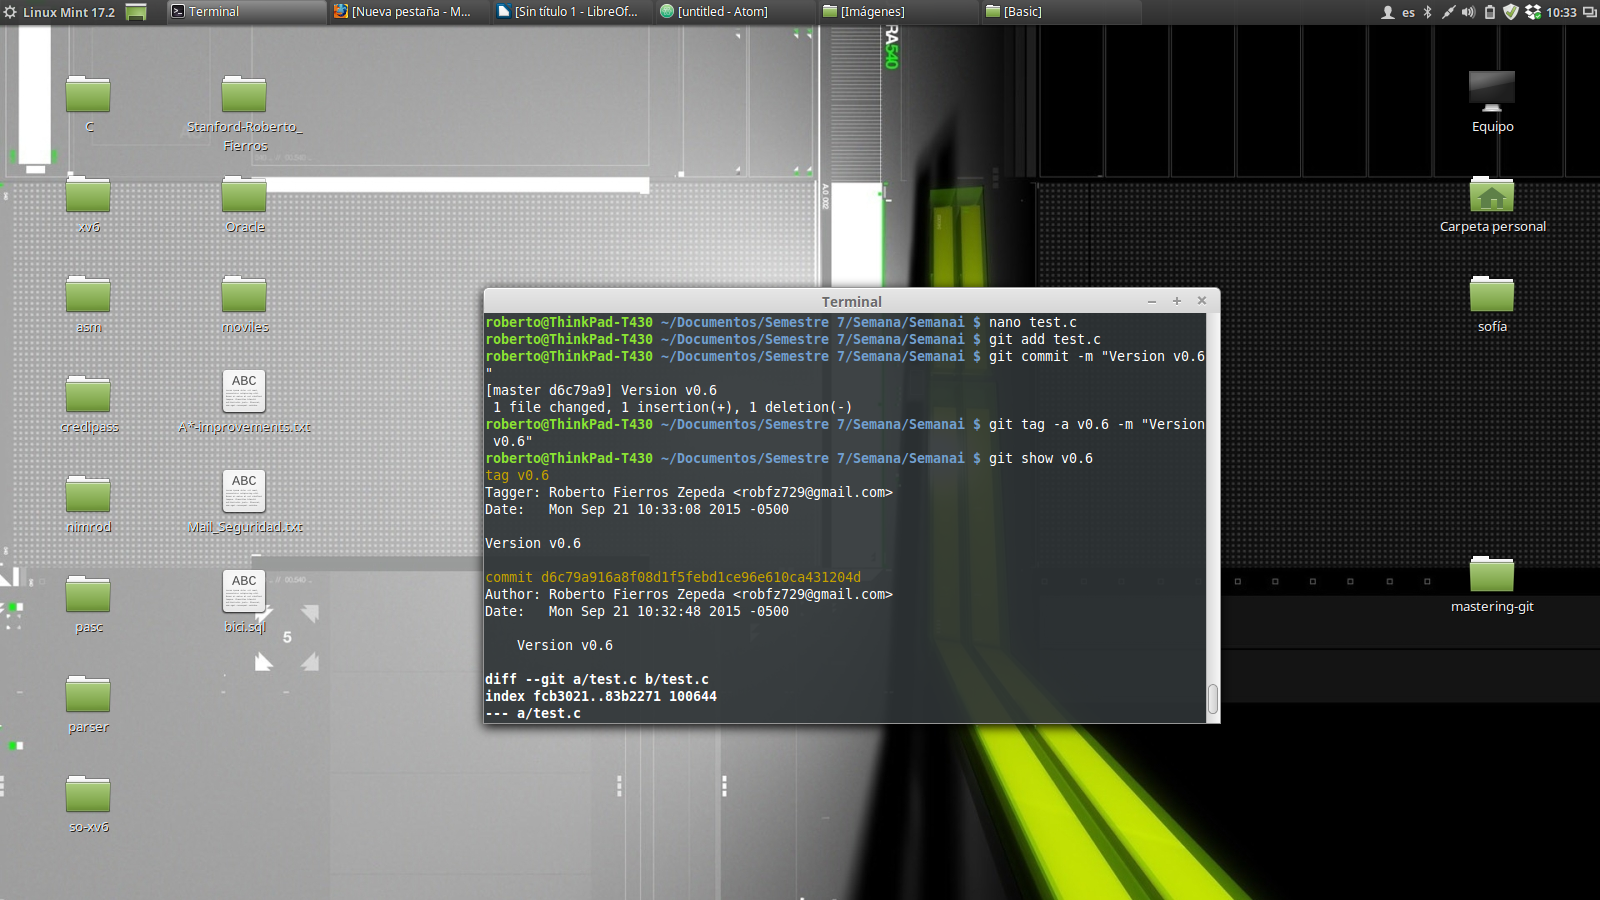 Linux Mint 17.2
Terminal
[Nueva pestaña - M...
[Sin título 1 - LibreOf...
[untitled - Atom]
[Imágenes]
[Basic]
es
10:33
RA540
C
Stanford-Roberto_
Fierros
Equipo
xv6
Oracle
Carpeta personal
asm
moviles
sofía
credipass
ABC
A*-improvements.txt
nimrod
ABC
Mail_Seguridad.txt
pasc
ABC
bici.sql
5
mastering-git
parser
so-xv6
Terminal
roberto@ThinkPad-T430 ~/Documentos/Semestre 7/Semana/Semanai $ nano test.c
roberto@ThinkPad-T430 ~/Documentos/Semestre 7/Semana/Semanai $ git add test.c
roberto@ThinkPad-T430 ~/Documentos/Semestre 7/Semana/Semanai $ git commit -m "Version v0.6
"
[master d6c79a9] Version v0.6
 1 file changed, 1 insertion(+), 1 deletion(-)
roberto@ThinkPad-T430 ~/Documentos/Semestre 7/Semana/Semanai $ git tag -a v0.6 -m "Version
 v0.6"
roberto@ThinkPad-T430 ~/Documentos/Semestre 7/Semana/Semanai $ git show v0.6
tag v0.6
Tagger: Roberto Fierros Zepeda <robfz729@gmail.com>
Date:   Mon Sep 21 10:33:08 2015 -0500
Version v0.6
commit d6c79a916a8f08d1f5febd1ce96e610ca431204d
Author: Roberto Fierros Zepeda <robfz729@gmail.com>
Date:   Mon Sep 21 10:32:48 2015 -0500
    Version v0.6
diff --git a/test.c b/test.c
index fcb3021..83b2271 100644
--- a/test.c